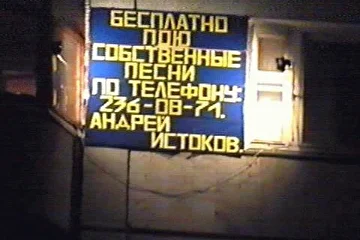 БЕСПЛАТНО
ПОЮ
СОБСТВЕННЫЕ
ПЕСНИ
ПО ТЕЛЕФОНУ:
236-08-71.
АНДРЕЙ
ИСТОКОВ.